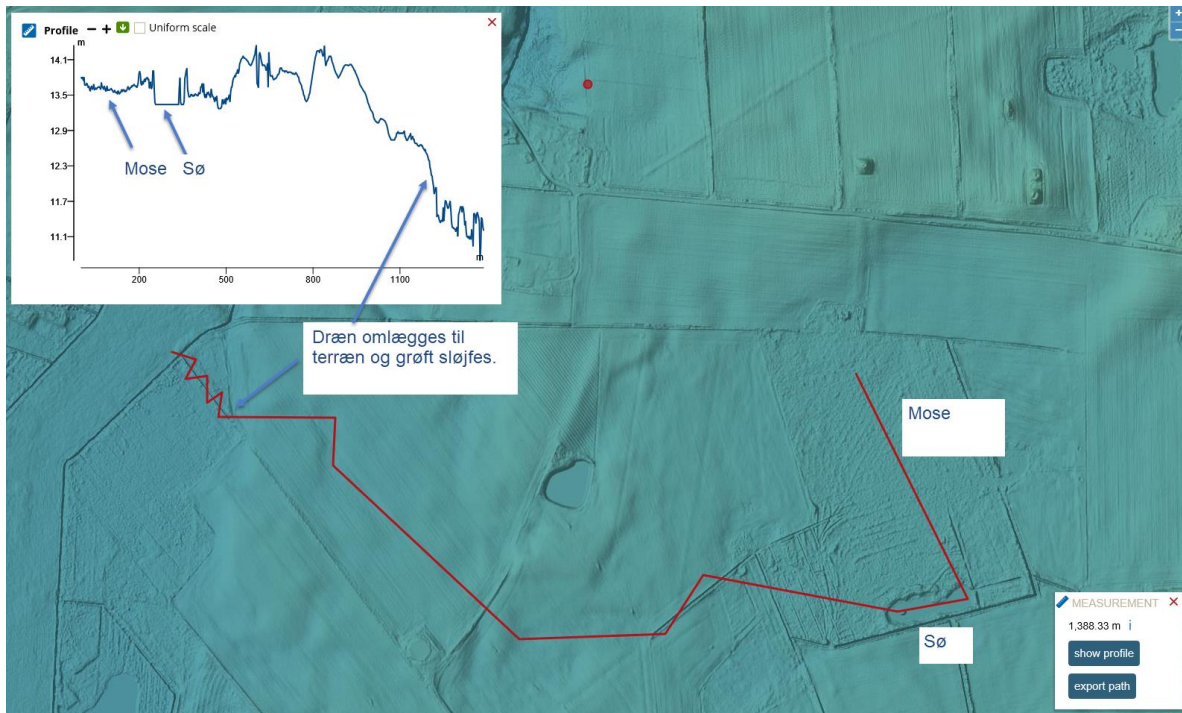 Profile − + Uniform scale
m
14.1
13.5
12.9
12.3
11.7
11.1
m
200 500 800 1100
Mose Sø
Dræn omlægges til
terræn og grøft sløjfes.
Mose
Sø
MEASUREMENT
1,388.33 m i
show profile
export path
+
−